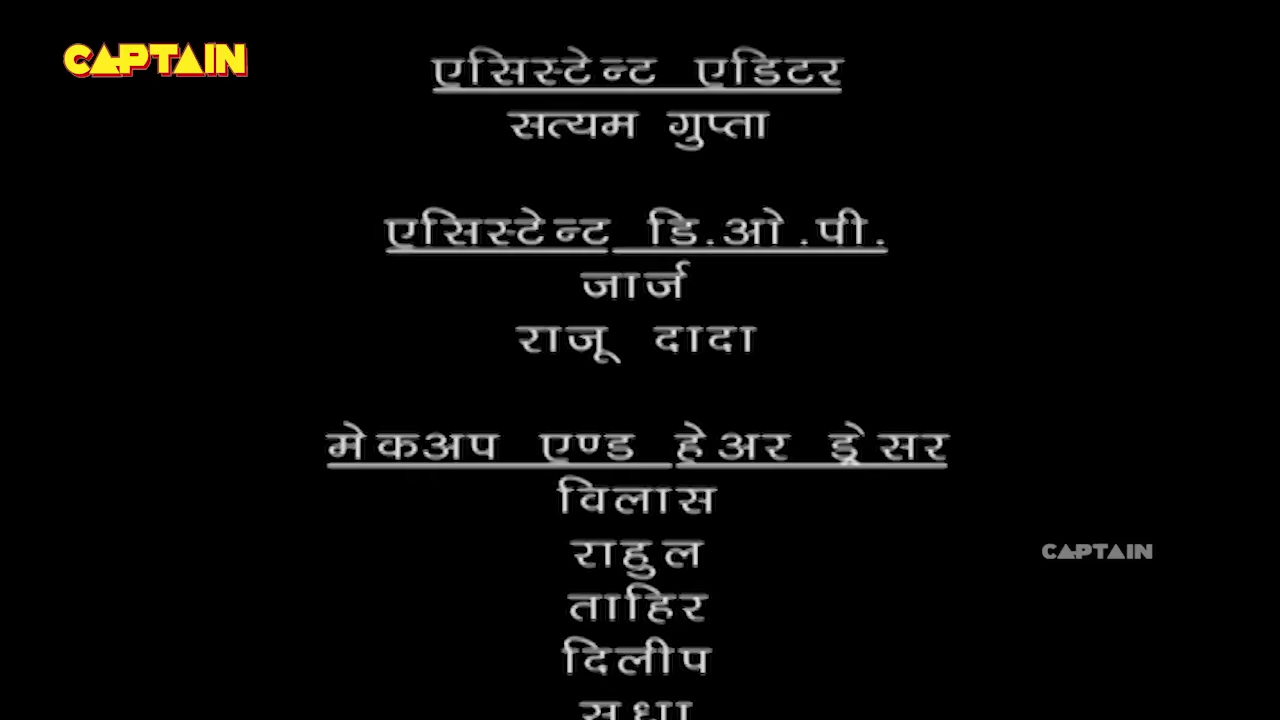 CAPTAIN
एसिस्टेन्ट एडिटर
सत्यम गुप्ता
एसिस्टेन्ट डि.ओ.पी.
जार्ज
राजू दादा
मेकअप एण्ड हेअर ड्रेसर
विलास
राहुल
CAPTAIN
ताहिर
दिलीप